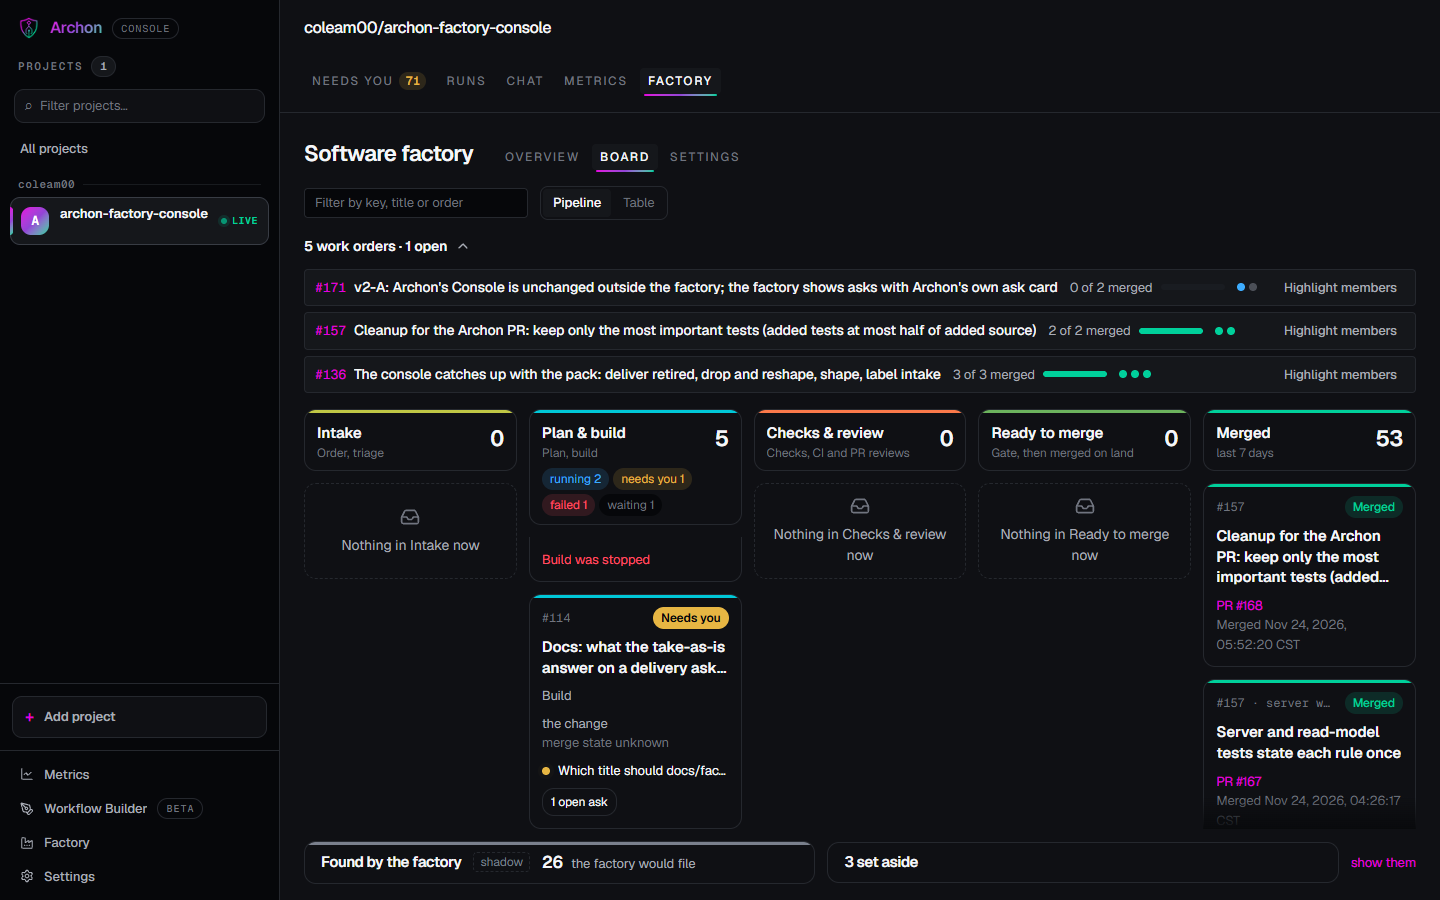 Archon CONSOLE
PROJECTS 1
Filter projects...
All projects
coleam00
A archon-factory-console LIVE
+ Add project
Metrics
Workflow Builder BETA
Factory
Settings
coleam00/archon-factory-console
NEEDS YOU 71 RUNS CHAT METRICS FACTORY
Software factory OVERVIEW BOARD SETTINGS
Filter by key, title or order Pipeline Table
5 work orders · 1 open
#171 v2-A: Archon's Console is unchanged outside the factory; the factory shows asks with Archon's own ask card 0 of 2 merged Highlight members
#157 Cleanup for the Archon PR: keep only the most important tests (added tests at most half of added source) 2 of 2 merged Highlight members
#136 The console catches up with the pack: deliver retired, drop and reshape, shape, label intake 3 of 3 merged Highlight members
Intake 0
Order, triage
Nothing in Intake now
Plan & build 5
Plan, build
running 2 needs you 1
failed 1 waiting 1
Build was stopped
#114 Needs you
Docs: what the take-as-is
answer on a delivery ask...
Build
the change
merge state unknown
Which title should docs/fac...
1 open ask
Checks & review 0
Checks, CI and PR reviews
Nothing in Checks & review
now
Ready to merge 0
Gate, then merged on land
Nothing in Ready to merge
now
Merged 53
last 7 days
#157 Merged
Cleanup for the Archon
PR: keep only the most
important tests (added...
PR #168
Merged Nov 24, 2026,
05:52:20 CST
#157 · server w... Merged
Server and read-model
tests state each rule once
PR #167
Merged Nov 24, 2026, 04:26:17
CST
Found by the factory shadow 26 the factory would file
3 set aside show them